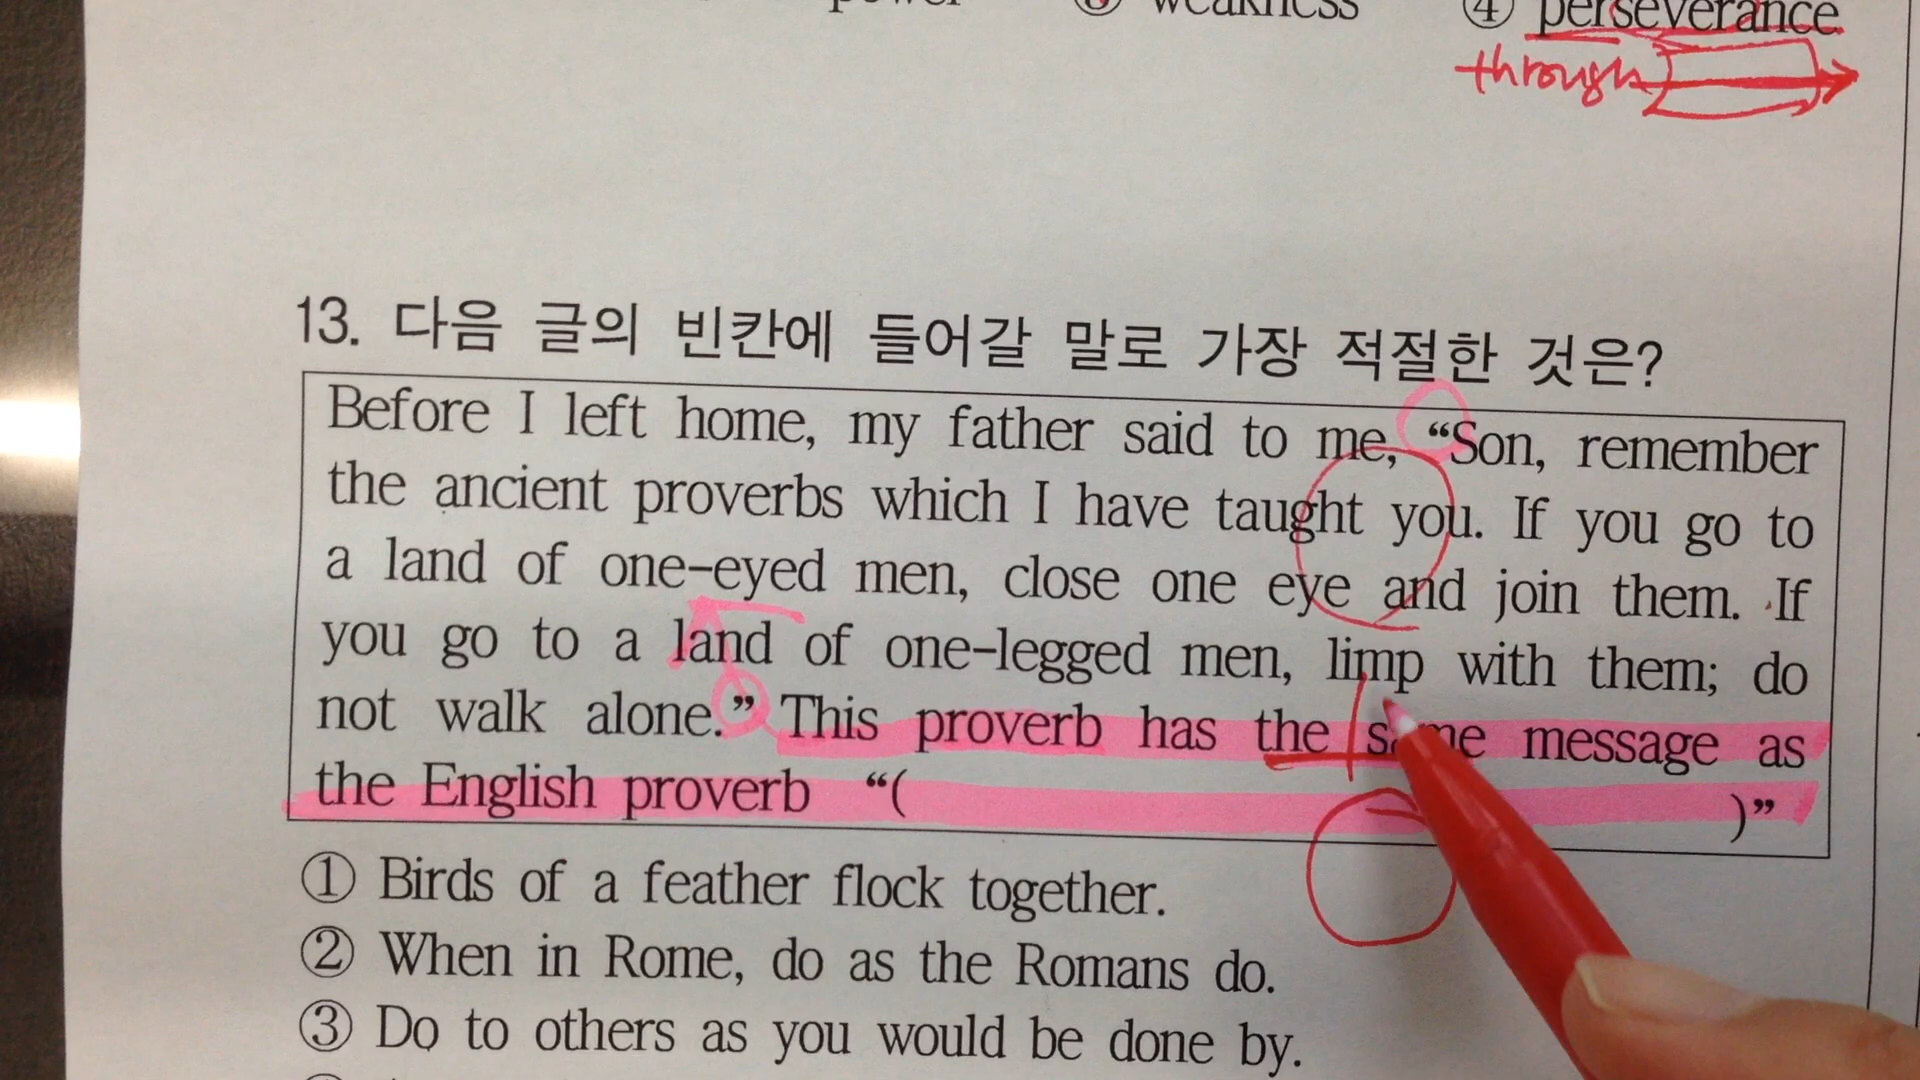 power ③ weakness ④ perseverance
through
13. 다음 글의 빈칸에 들어갈 말로 가장 적절한 것은?
Before I left home, my father said to me, “Son, remember
the ancient proverbs which I have taught you. If you go to
a land of one-eyed men, close one eye and join them. If
you go to a land of one-legged men, limp with them; do
not walk alone.” This proverb has the same message as
the English proverb “( )”
① Birds of a feather flock together.
② When in Rome, do as the Romans do.
③ Do to others as you would be done by.